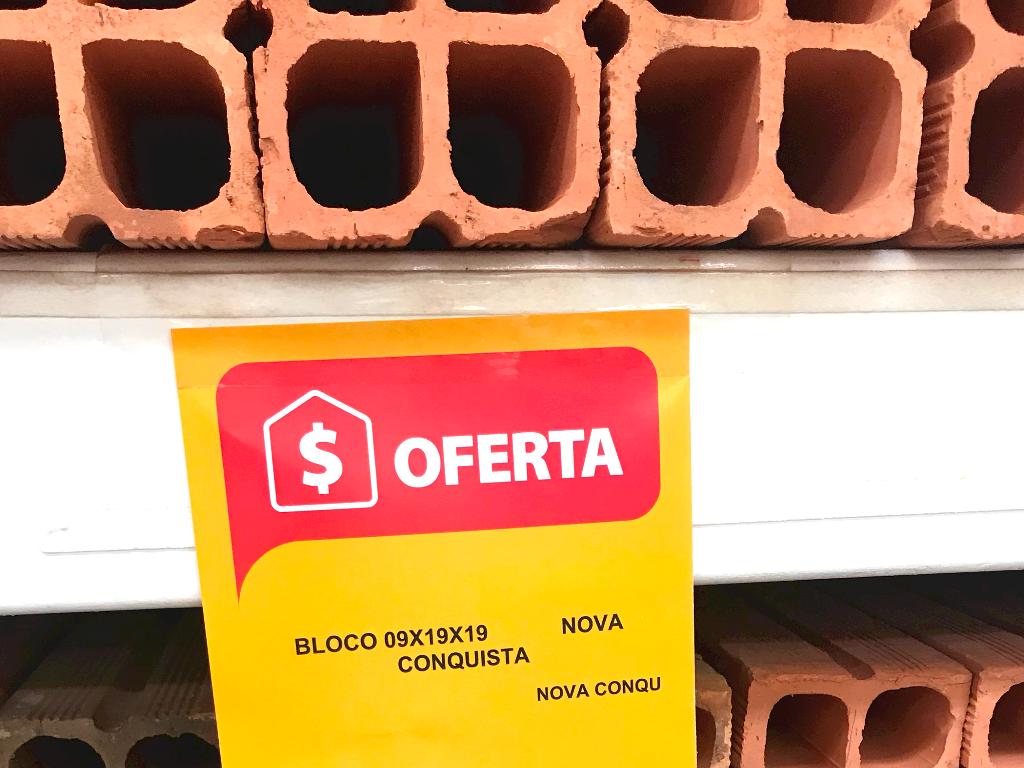 $ OFERTA
BLOCO 09X19X19 NOVA
CONQUISTA
NOVA CONQU